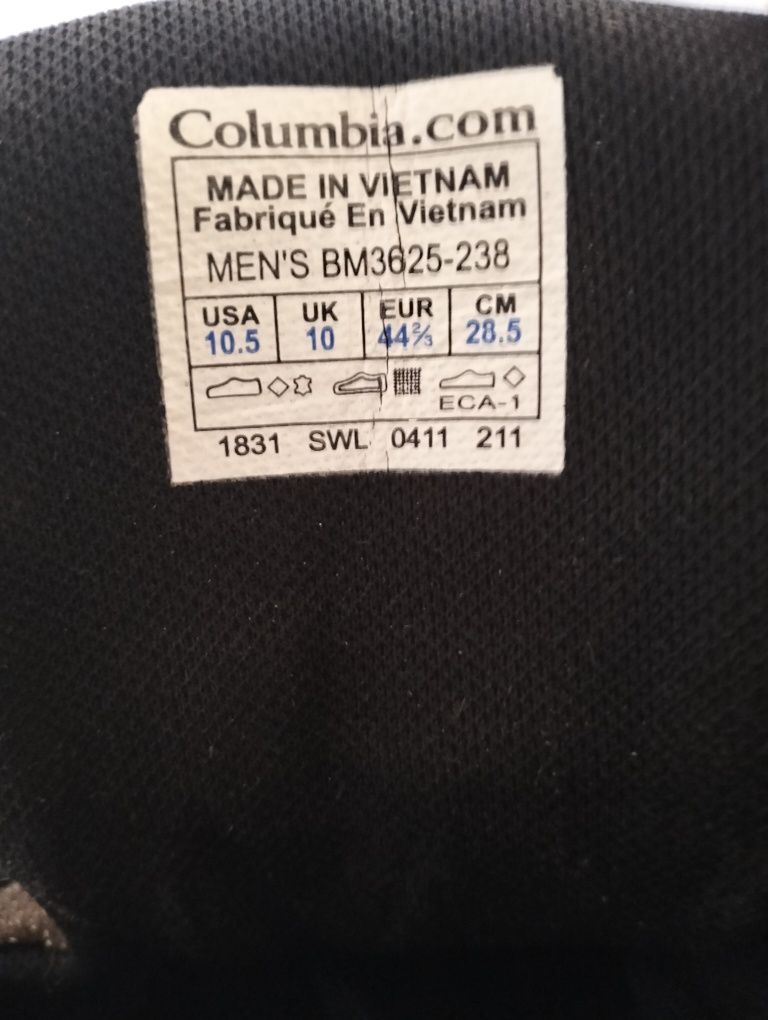 Columbia.com
MADE IN VIETNAM
Fabriqué En Vietnam
MEN'S BM3625-238
USA UK EUR CM
10.5 10 44⅔ 28.5
ECA-1
1831 SWL 0411 211